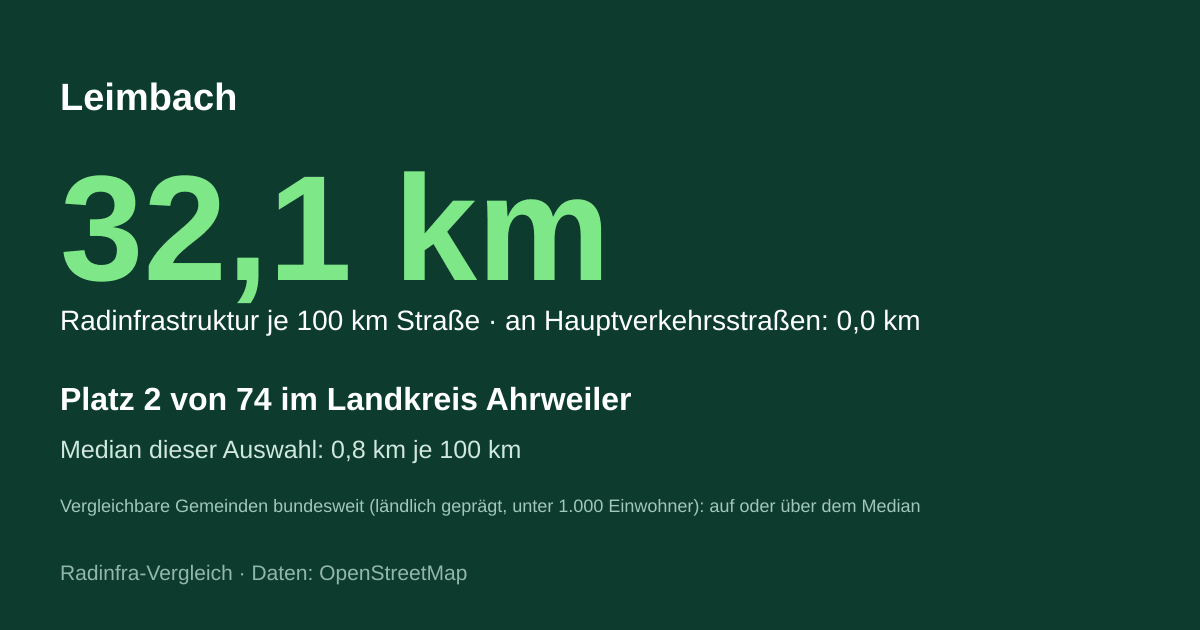 Leimbach
32,1 km
Radinfrastruktur je 100 km Straße · an Hauptverkehrsstraßen: 0,0 km
Platz 2 von 74 im Landkreis Ahrweiler
Median dieser Auswahl: 0,8 km je 100 km
Vergleichbare Gemeinden bundesweit (ländlich geprägt, unter 1.000 Einwohner): auf oder über dem Median
Radinfra-Vergleich · Daten: OpenStreetMap